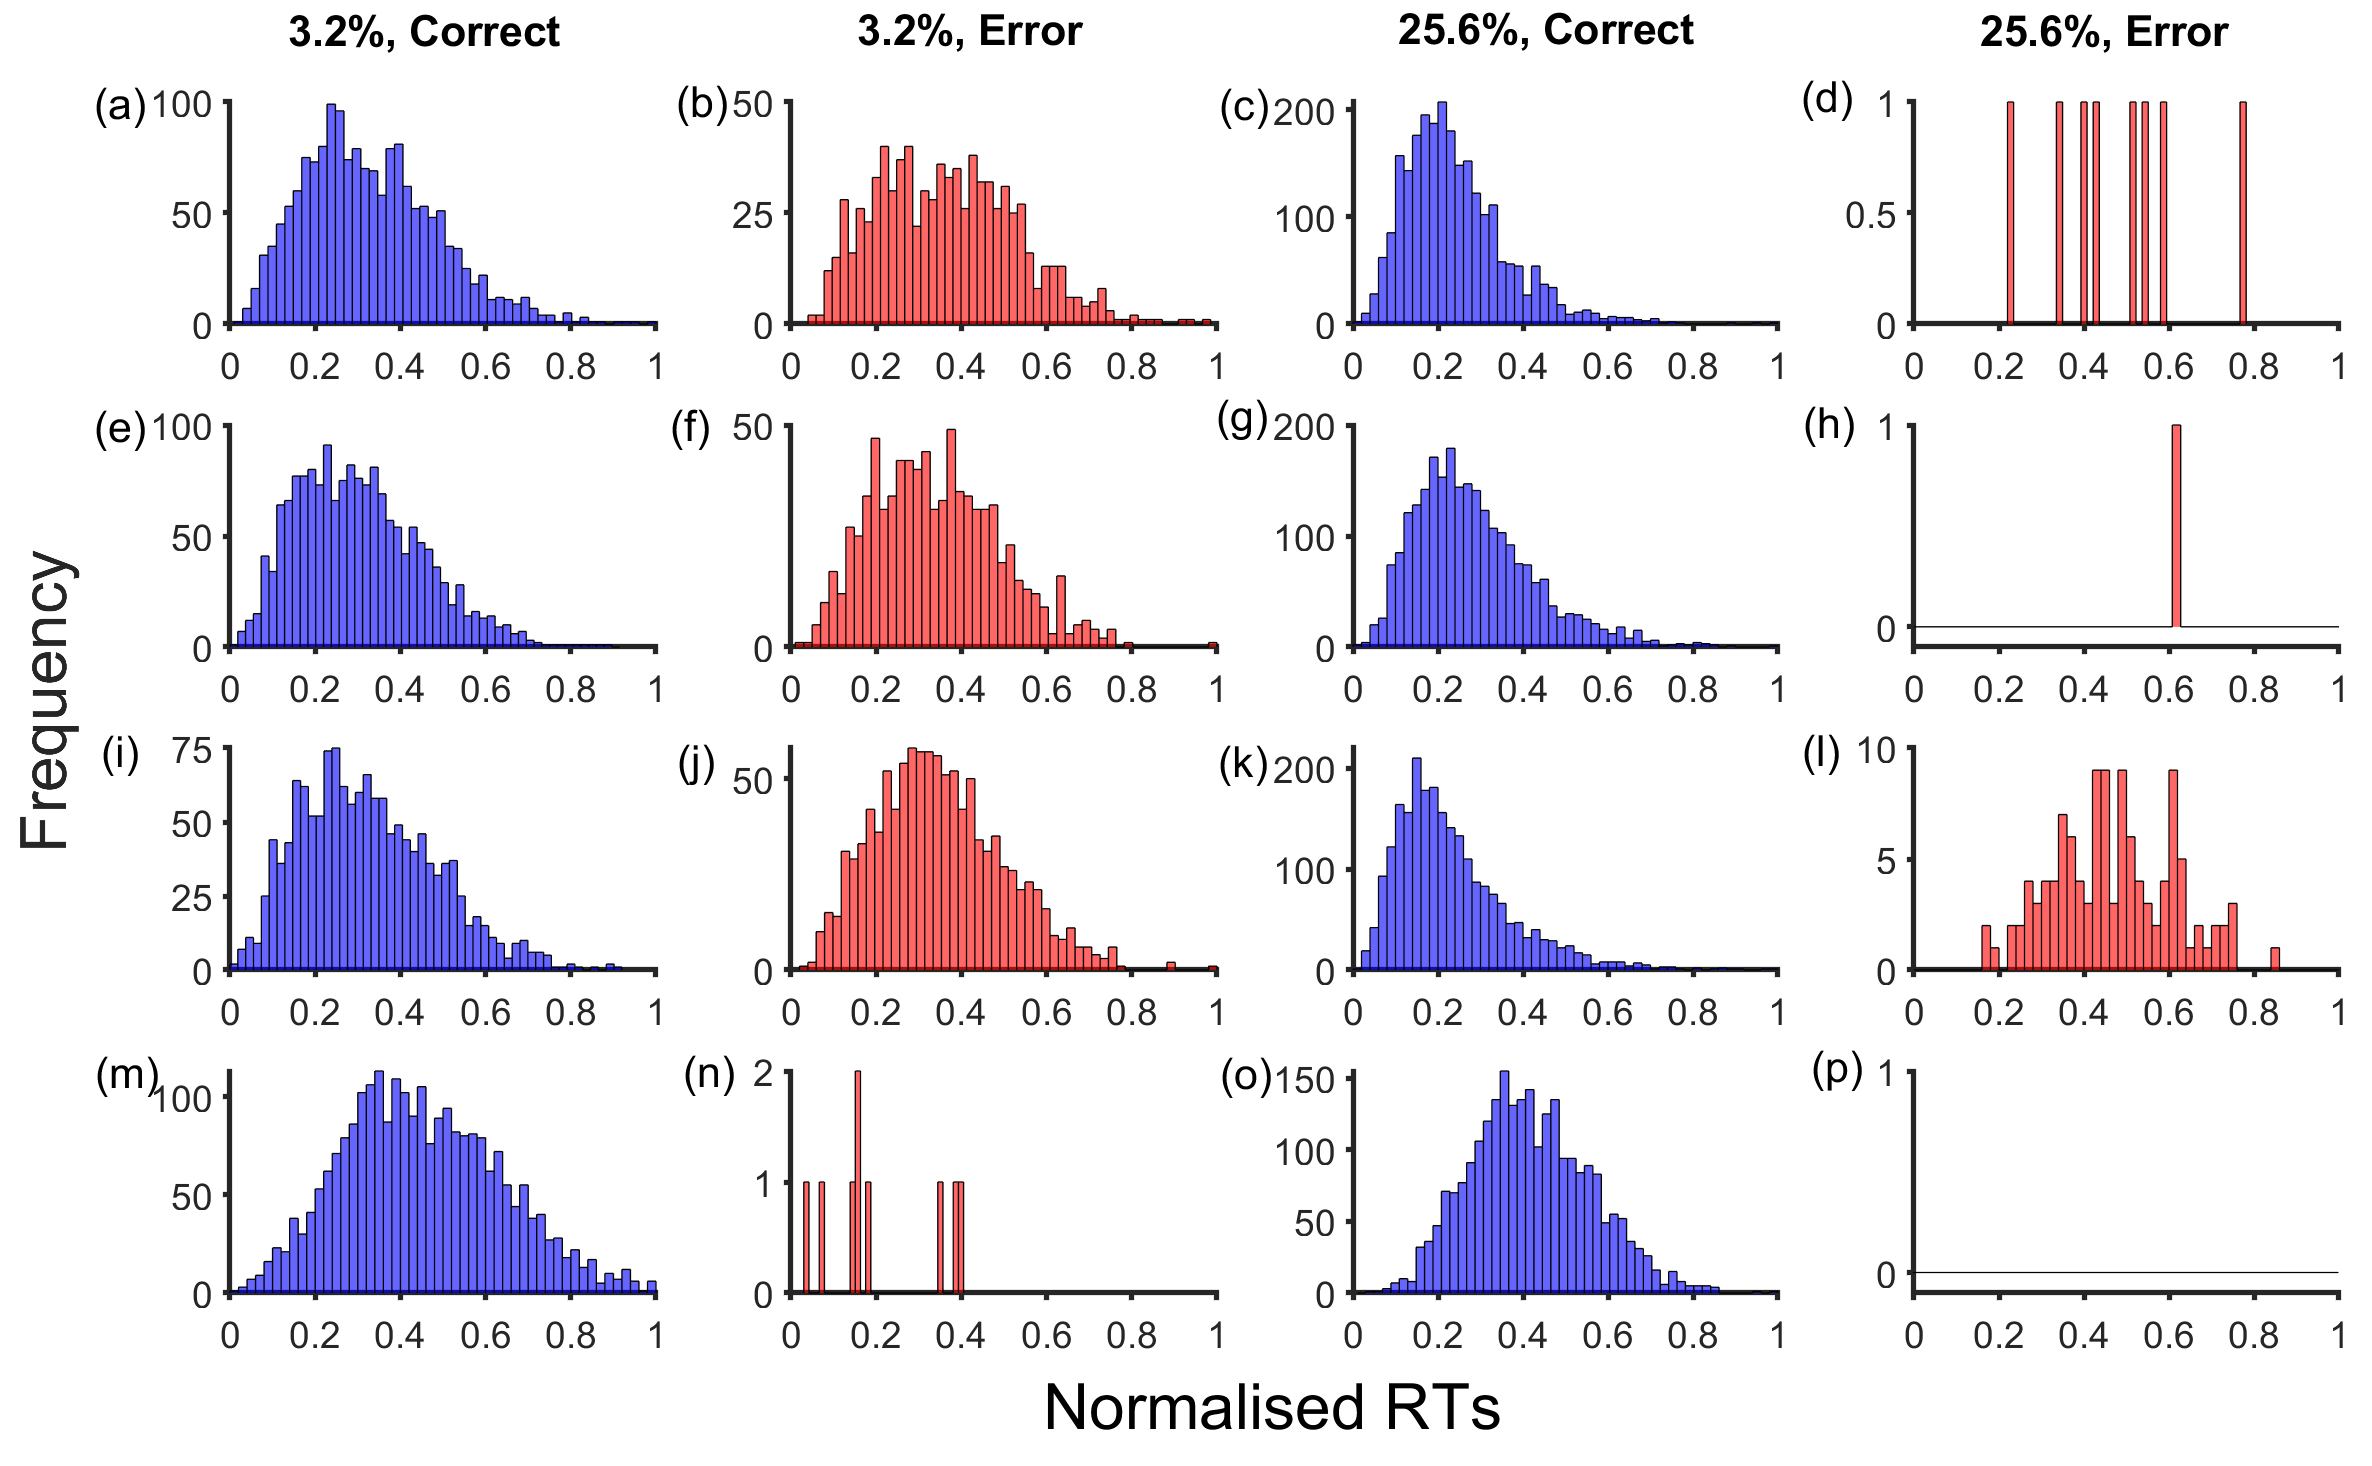 3.2%, Correct 3.2%, Error 25.6%, Correct 25.6%, Error
(a) 100 50 0 0 0.2 0.4 0.6 0.8 1
(b) 50 25 0 0 0.2 0.4 0.6 0.8 1
(c) 200 100 0 0 0.2 0.4 0.6 0.8 1
(d) 1 0.5 0 0 0.2 0.4 0.6 0.8 1
(e) 100 50 0 0 0.2 0.4 0.6 0.8 1
(f) 50 0 0 0.2 0.4 0.6 0.8 1
(g) 200 100 0 0 0.2 0.4 0.6 0.8 1
(h) 1 0 0 0.2 0.4 0.6 0.8 1
(i) 75 50 25 0 0 0.2 0.4 0.6 0.8 1
(j) 50 0 0 0.2 0.4 0.6 0.8 1
(k) 200 100 0 0 0.2 0.4 0.6 0.8 1
(l) 10 5 0 0 0.2 0.4 0.6 0.8 1
(m) 100 50 0 0 0.2 0.4 0.6 0.8 1
(n) 2 1 0 0 0.2 0.4 0.6 0.8 1
(o) 150 100 50 0 0 0.2 0.4 0.6 0.8 1
(p) 1 0 0 0.2 0.4 0.6 0.8 1
Frequency
Normalised RTs